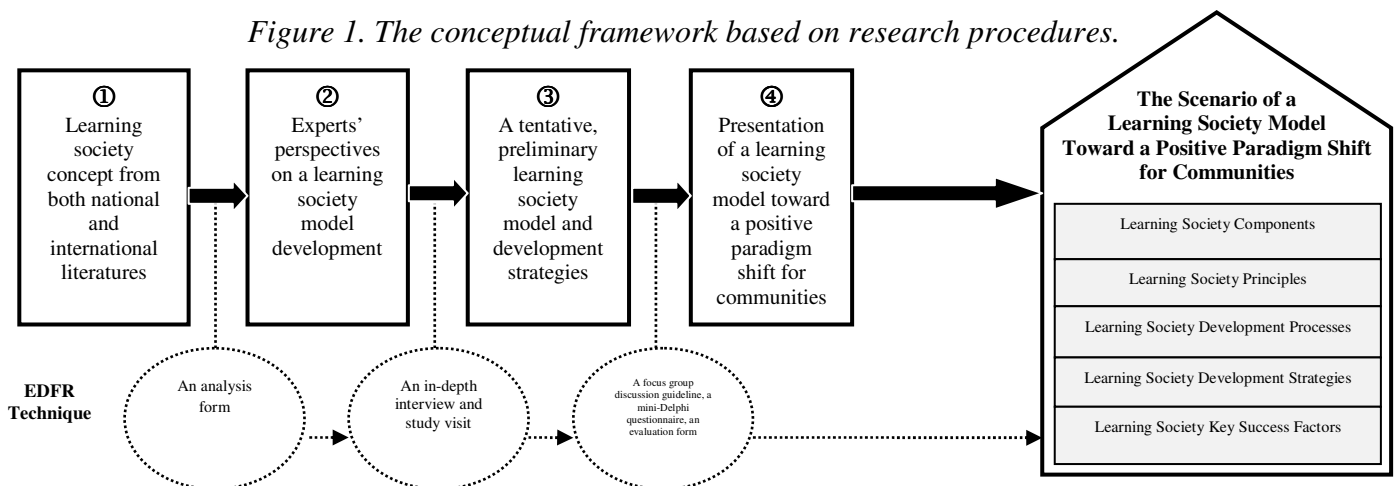 Figure 1. The conceptual framework based on research procedures.
①
Learning
society
concept from
both national
and
international
literatures
②
Experts’
perspectives
on a learning
society
model
development
③
A tentative,
preliminary
learning
society
model and
development
strategies
④
Presentation
of a learning
society
model toward
a positive
paradigm
shift for
communities
The Scenario of a
Learning Society Model
Toward a Positive Paradigm Shift
for Communities
Learning Society Components
Learning Society Principles
Learning Society Development Processes
Learning Society Development Strategies
Learning Society Key Success Factors
EDFR
Technique
An analysis
form
An in-depth
interview and
study visit
A focus group
discussion guideline, a
mini-Delphi
questionnaire, an
evaluation form